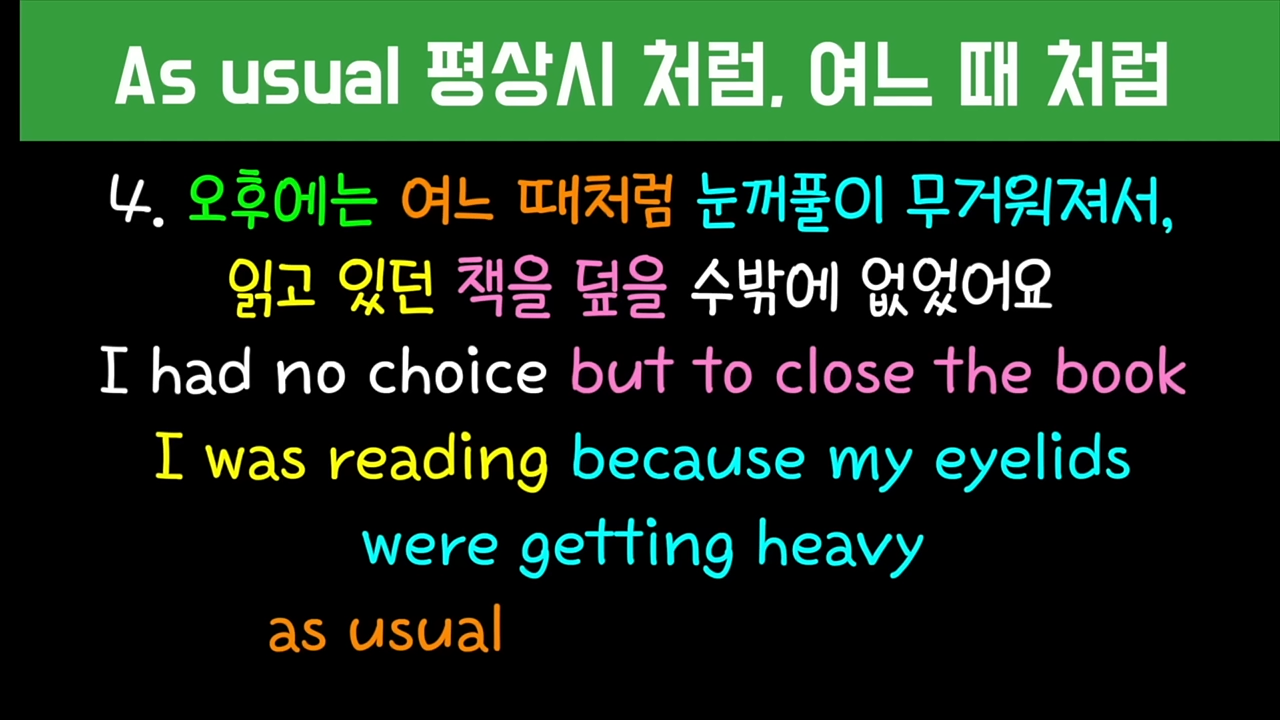 As usual 평상시 처럼, 여느 때 처럼
4. 오후에는 여느 때처럼 눈꺼풀이 무거워져서,
읽고 있던 책을 덮을 수밖에 없었어요
I had no choice but to close the book
I was reading because my eyelids
were getting heavy
as usual